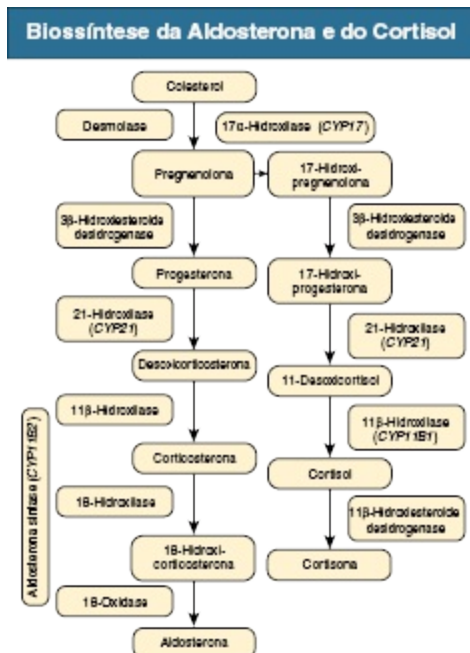 Biossíntese da Aldosterona e do Cortisol
Colesterol
Desmolase
17α-Hidroxilase (CYP17)
Pregnenolona
17-Hidroxi-
pregnenolona
3β-Hidroxiesteroide
desidrogenase
3β-Hidroxiesteroide
desidrogenase
Progesterona
17-Hidroxi-
progesterona
21-Hidroxilase
(CYP21)
21-Hidroxilase
(CYP21)
Desoxicorticosterona
11-Desoxicortisol
11β-Hidroxilase
11β-Hidroxilase
(CYP11B1)
Aldosterona sintase (CYP11B2)
Corticosterona
Cortisol
18-Hidroxilase
11β-Hidroxiesteroide
desidrogenase
18-Hidroxi-
corticosterona
Cortisona
18-Oxidase
Aldosterona